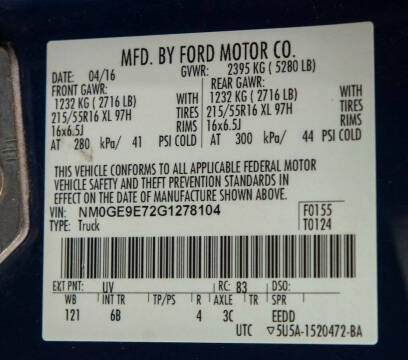 MFD. BY FORD MOTOR CO.
DATE: 04/16 GVWR: 2395 KG (5280 LB)
FRONT GAWR: REAR GAWR:
1232 KG (2716 LB) WITH 1232 KG (2716 LB) WITH
215/55R16 XL 97H TIRES 215/55R16 XL 97H TIRES
16x6.5J RIMS 16x6.5J RIMS
AT 280 kPa/ 41 PSI COLD AT 300 kPa/ 44 PSI COLD
THIS VEHICLE CONFORMS TO ALL APPLICABLE FEDERAL MOTOR
VEHICLE SAFETY AND THEFT PREVENTION STANDARDS IN
EFFECT ON THE DATE OF MANUFACTURE SHOWN ABOVE.
VIN: NM0GE9E72G1278104 F0155
TYPE: Truck T0124
EXT PNT: UV RC: 83 DSO:
WB INT TR TP/PS R AXLE TR SPR
121 6B 4 3C EEDD
UTC ▽5U5A-1520472-BA